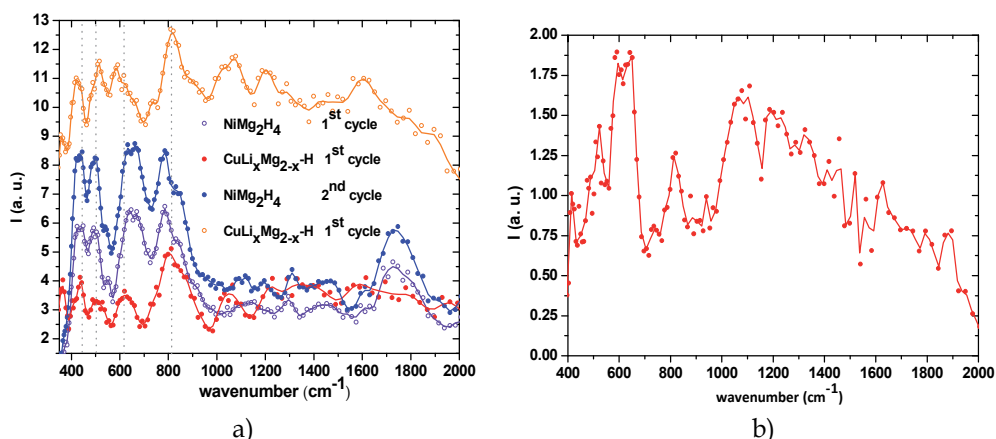 I (a. u.)
13
12
11
10
9
8
7
6
5
4
3
2
NiMg2H4 1st cycle
CuLixMg2-x-H 1st cycle
NiMg2H4 2nd cycle
CuLixMg2-x-H 1st cycle
400 600 800 1000 1200 1400 1600 1800 2000
wavenumber (cm-1)
a)
I (a. u.)
2.00
1.75
1.50
1.25
1.00
0.75
0.50
0.25
0.00
400 600 800 1000 1200 1400 1600 1800 2000
wavenumber (cm-1)
b)